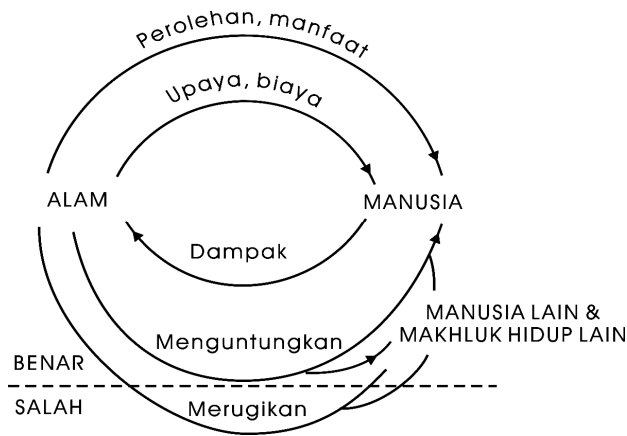 Perolehan, manfaat
Upaya, biaya
ALAM
MANUSIA
Dampak
MANUSIA LAIN &
MAKHLUK HIDUP LAIN
Menguntungkan
BENAR
SALAH
Merugikan